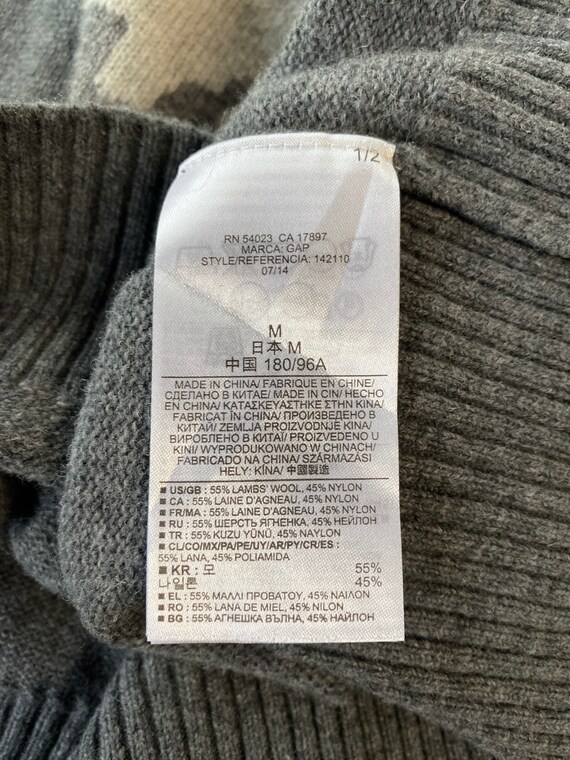 1/2
RN 54023 CA 17897
MARCA: GAP
STYLE/REFERENCIA: 142110
07/14
M
日本 M
中国 180/96A
MADE IN CHINA/ FABRIQUE EN CHINE/
СДЕЛАНО В КИТАЕ/ MADE IN CIN/ HECHO
EN CHINA/ ΚΑΤΑΣΚΕΥΑΣΤΗΚΕ ΣΤΗΝ ΚΙΝΑ/
FABRICAT IN CHINA/ ПРОИЗВЕДЕНО В
КИТАЙ/ ZEMLJA PROIZVODNJE KINA/
ВИРОБЛЕНО В КИТАЇ/ PROIZVEDENO U
KINI/ WYPRODUKOWANO W CHINACH/
FABRICADO NA CHINA/ SZÁRMAZÁSI
HELY: KÍNA/ 中國製造
■ US/GB : 55% LAMBS' WOOL, 45% NYLON
■ CA : 55% LAINE D'AGNEAU, 45% NYLON
■ FR/MA : 55% LAINE D'AGNEAU, 45% NYLON
■ RU : 55% ШЕРСТЬ ЯГНЕНКА, 45% НЕЙЛОН
■ TR : 55% KUZU YÜNÜ, 45% NAYLON
■ CL/CO/MX/PA/PE/UY/AR/PY/CR/ES :
55% LANA, 45% POLIAMIDA
■ KR : 모 55%
나일론 45%
■ EL : 55% ΜΑΛΛΙ ΠΡΟΒΑΤΟΥ, 45% ΝΑΙΛΟΝ
■ RO : 55% LANA DE MIEL, 45% NILON
■ BG : 55% АГНЕШКА ВЪЛНА, 45% НАЙЛОН